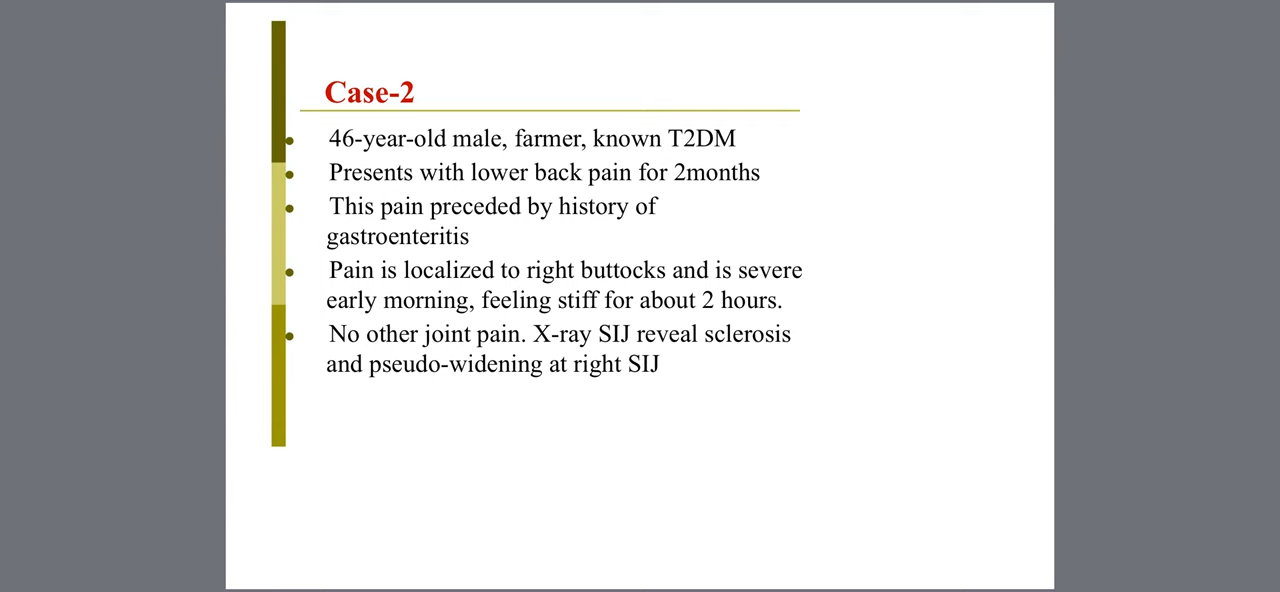 Case-2
• 46-year-old male, farmer, known T2DM
• Presents with lower back pain for 2months
• This pain preceded by history of
gastroenteritis
• Pain is localized to right buttocks and is severe
early morning, feeling stiff for about 2 hours.
• No other joint pain. X-ray SIJ reveal sclerosis
and pseudo-widening at right SIJ